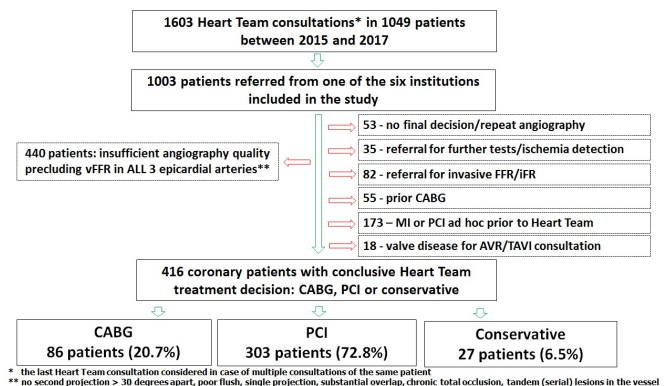 1603 Heart Team consultations* in 1049 patients
between 2015 and 2017
1003 patients referred from one of the six institutions
included in the study
53 - no final decision/repeat angiography
35 - referral for further tests/ischemia detection
440 patients: insufficient angiography quality
precluding vFFR in ALL 3 epicardial arteries**
82 - referral for invasive FFR/iFR
55 - prior CABG
173 – MI or PCI ad hoc prior to Heart Team
18 - valve disease for AVR/TAVI consultation
416 coronary patients with conclusive Heart Team
treatment decision: CABG, PCI or conservative
CABG
86 patients (20.7%)
PCI
303 patients (72.8%)
Conservative
27 patients (6.5%)
* the last Heart Team consultation considered in case of multiple consultations of the same patient
** no second projection > 30 degrees apart, poor flush, single projection, substantial overlap, chronic total occlusion, tandem (serial) lesions in the vessel